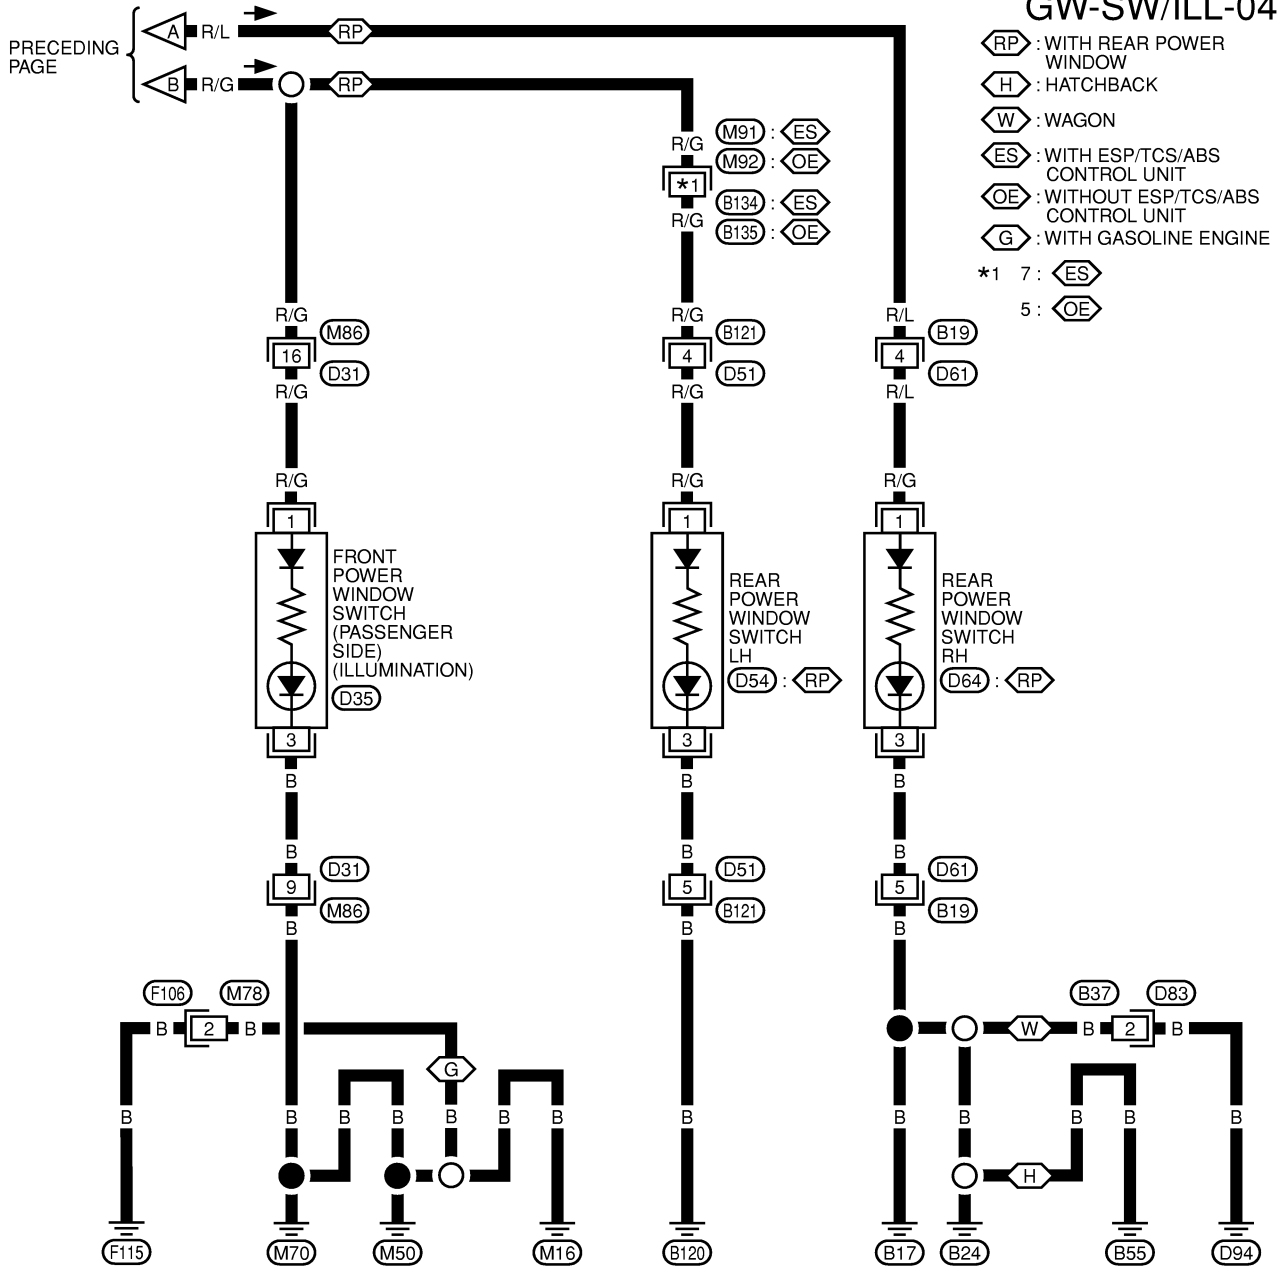 GW-SW/ILL-04
PRECEDING
PAGE
A R/L RP
B R/G RP
RP : WITH REAR POWER
WINDOW
H : HATCHBACK
W : WAGON
ES : WITH ESP/TCS/ABS
CONTROL UNIT
OE : WITHOUT ESP/TCS/ABS
CONTROL UNIT
G : WITH GASOLINE ENGINE
*1 7 : ES
5 : OE
R/G
M91 : ES
M92 : OE
*1
B134 : ES
B135 : OE
R/G
R/G R/G R/L
M86 B121 B19
16 4 4
D31 D51 D61
R/G R/G R/L
R/G R/G R/G
1 1 1
FRONT
POWER
WINDOW
SWITCH
(PASSENGER
SIDE)
(ILLUMINATION)
D35
REAR
POWER
WINDOW
SWITCH
LH
D54 : RP
REAR
POWER
WINDOW
SWITCH
RH
D64 : RP
3 3 3
B B B
B B B
D31 D51 D61
9 5 5
M86 B121 B19
B B B
F106 M78 B37 D83
B 2 B W B 2 B
G
B B B B B B B B B B B B B B
H
F115 M70 M50 M16 B120 B17 B24 B55 D94